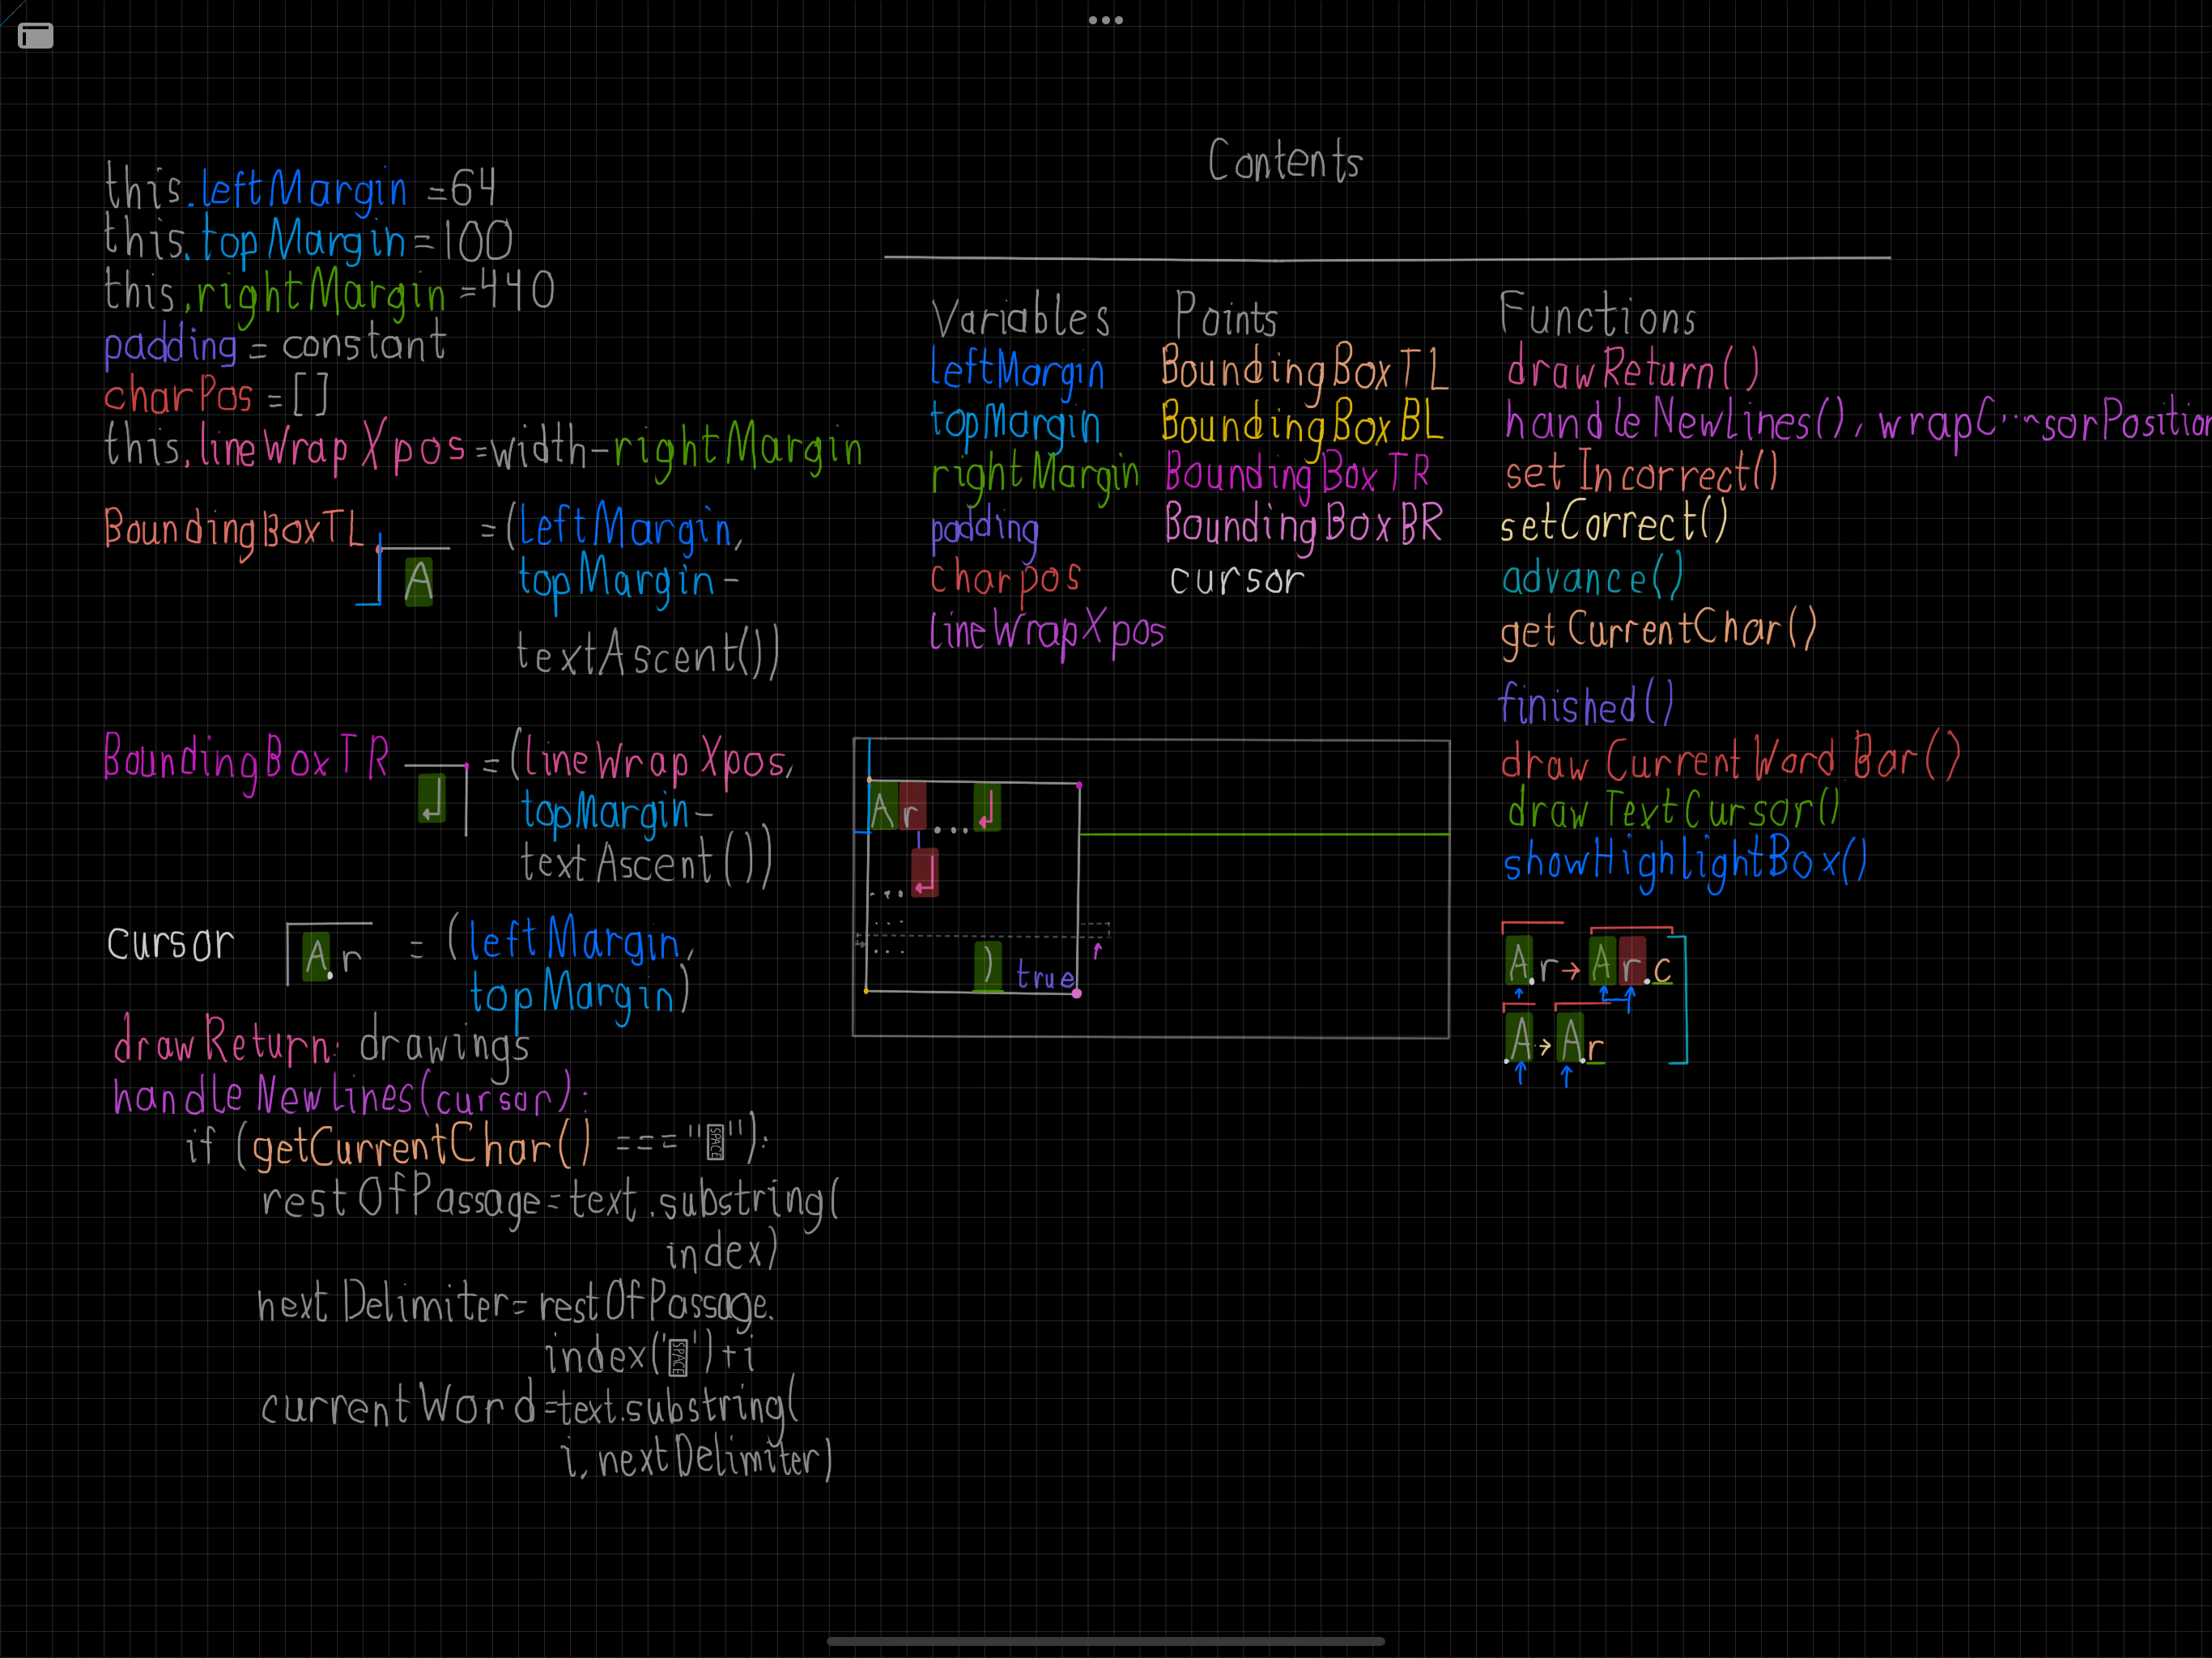 Contents
this.leftMargin =64
this.topMargin=100
this.rightMargin =440
padding = constant
charPos =[]
this.lineWrapXpos=width-rightMargin
BoundingBoxTL
A
=(leftMargin,
topMargin-
textAscent())
BoundingBoxTR
=(lineWrapXpos,
topMargin-
textAscent())
cursor
A.r
= (leftMargin,
topMargin)
drawReturn: drawings
handleNewLines(cursor):
if (getCurrentChar() === "SPACE"):
restOfPassage=text.substring(
index)
nextDelimiter=restOfPassage.
index('SPACE')+i
currentWord=text.substring(
i, nextDelimiter)
Variables
leftMargin
topMargin
rightMargin
padding
charpos
lineWrapXpos
Points
BoundingBoxTL
BoundingBoxBL
BoundingBoxTR
BoundingBoxBR
cursor
Functions
drawReturn()
handleNewLines(), wrapC
sorPosition
setIncorrect()
setCorrect()
advance()
getCurrentChar()
finished()
drawCurrentWordBar()
drawTextCursor()
showHighlightBox()
Ar...
...
...
...
) true
A.r→Ar.c
.A→A.r